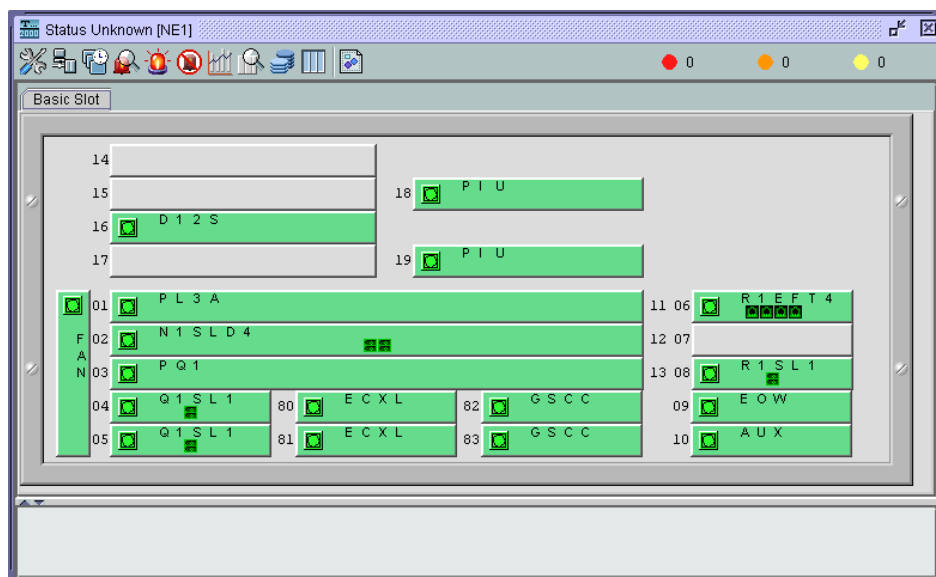 T... 2000 Status Unknown [NE1]
0 0 0
Basic Slot
14
15 18 PIU
16 D12S
17 19 PIU
01 PL3A 11 06 R1EFT4
FAN 02 N1SLD4 12 07
03 PQ1 13 08 R1SL1
04 Q1SL1 80 ECXL 82 GSCC 09 EOW
05 Q1SL1 81 ECXL 83 GSCC 10 AUX